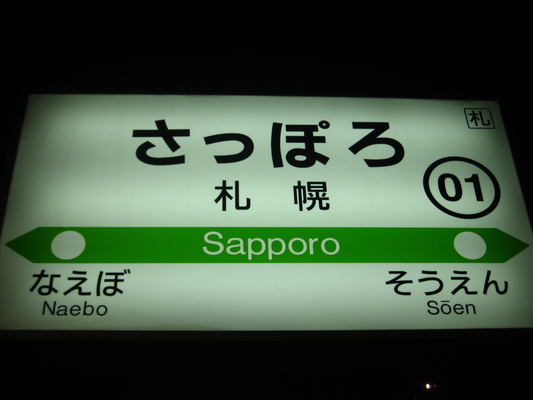 札
さっぽろ
札幌
01
Sapporo
なえぼ
Naebo
そうえん
Sōen